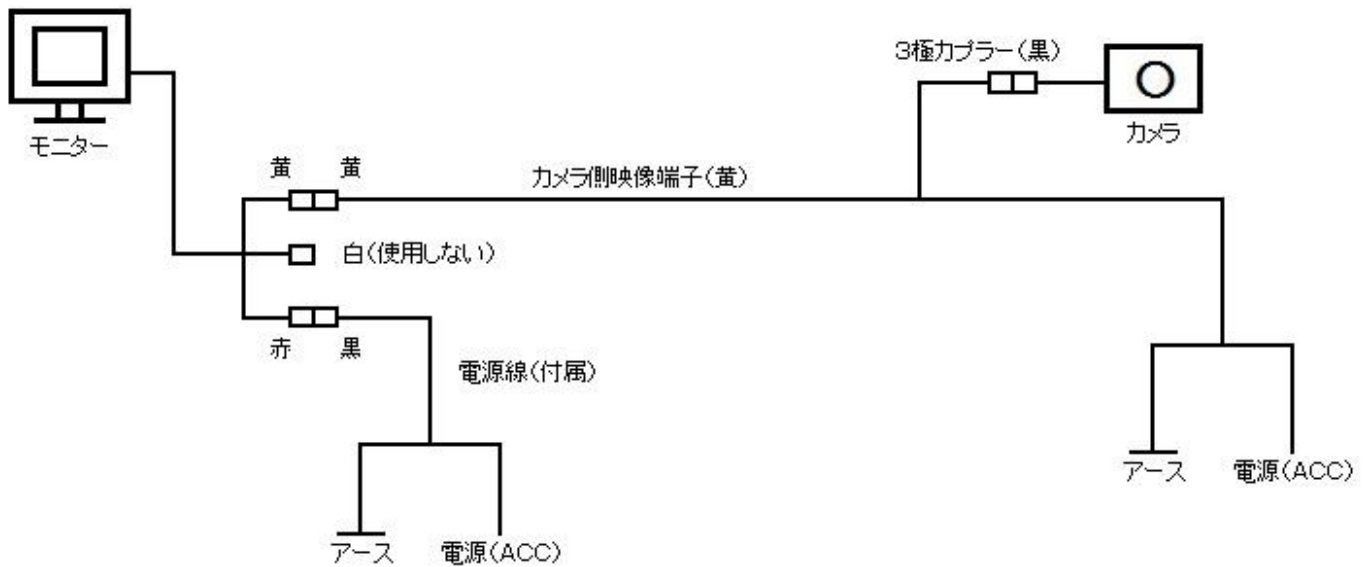 3極カプラー(黒)
モニター
カメラ
黄 黄
カメラ側映像端子(黄)
白(使用しない)
赤 黒
電源線(付属)
アース 電源(ACC)
アース 電源(ACC)